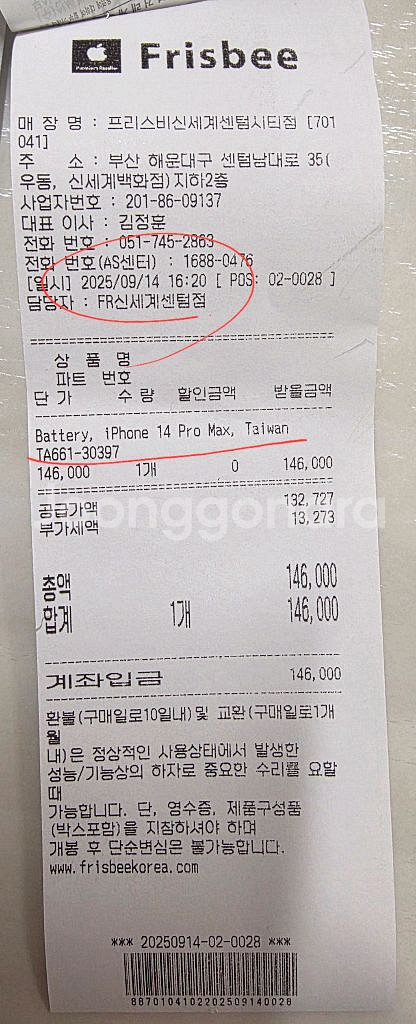 Premium Reseller
Frisbee
매 장 명 : 프리스비신세계센텀시티점 [701
041]
주 소 : 부산 해운대구 센텀남대로 35(
우동, 신세계백화점)지하2층
사업자번호 : 201-86-09137
대표 이사 : 김정훈
전화 번호 : 051-745-2863
전화 번호(AS센터) : 1688-0476
[일시] 2025/09/14 16:20 [ POS: 02-0028 ]
담당자 : FR신세계센텀점
상 품 명
파트 번호
단 가 수 량 할인금액 받을금액
Battery, iPhone 14 Pro Max, Taiwan
TA661-30397
146,000 1개 0 146,000
공급가액 132,727
부가세액 13,273
총액 146,000
합계 1개 146,000
계좌입금 146,000
환불(구매일로10일내)및 교환(구매일로1개
월
내)은 정상적인 사용상태에서 발생한
성능/기능상의 하자로 중요한 수리를 요할
때
가능합니다. 단, 영수증, 제품구성품
(박스포함)을 지참하셔야 하며
개봉 후 단순변심은 불가능합니다.
www.frisbeekorea.com
*** 20250914-02-0028 ***
8870104102202509140028